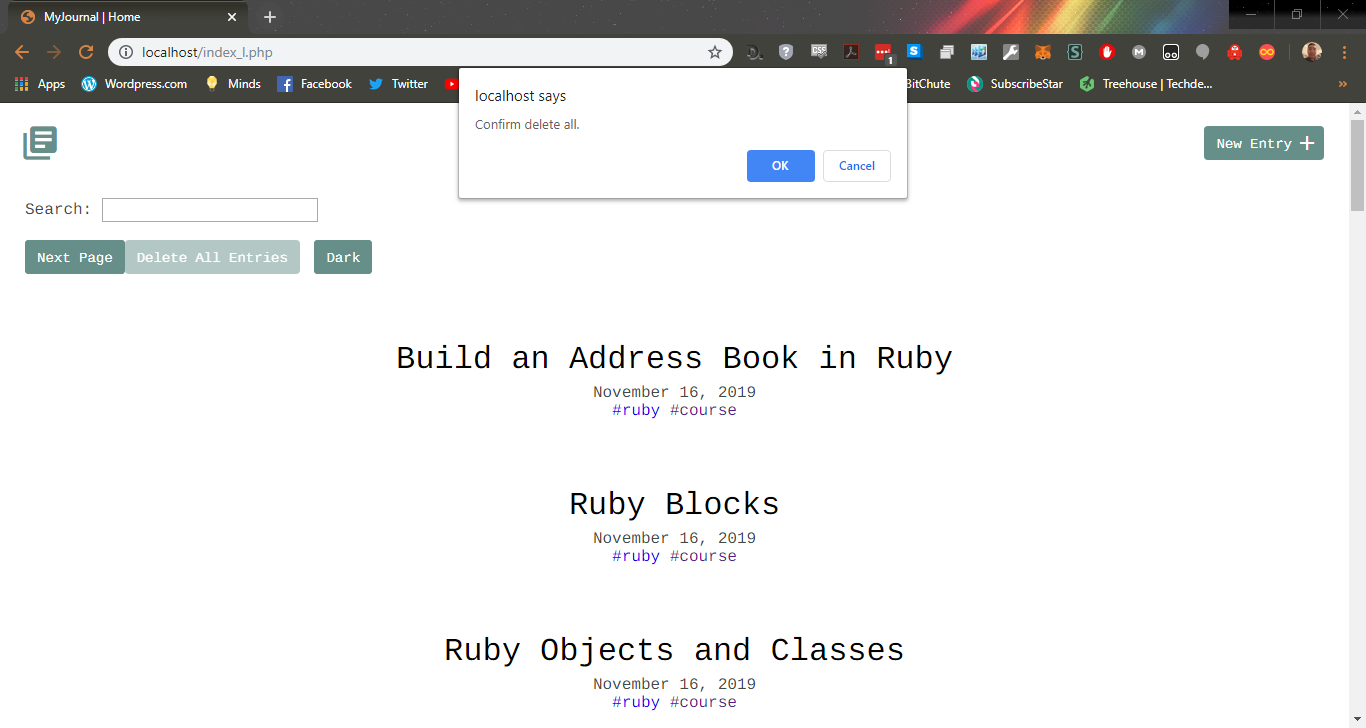 MyJournal | Home
localhost/index_l.php
Apps Wordpress.com Minds Facebook Twitter BitChute SubscribeStar Treehouse | Techde...
localhost says
Confirm delete all.
OK Cancel
New Entry +
Search:
Next Page Delete All Entries Dark
Build an Address Book in Ruby
November 16, 2019
#ruby #course
Ruby Blocks
November 16, 2019
#ruby #course
Ruby Objects and Classes
November 16, 2019
#ruby #course